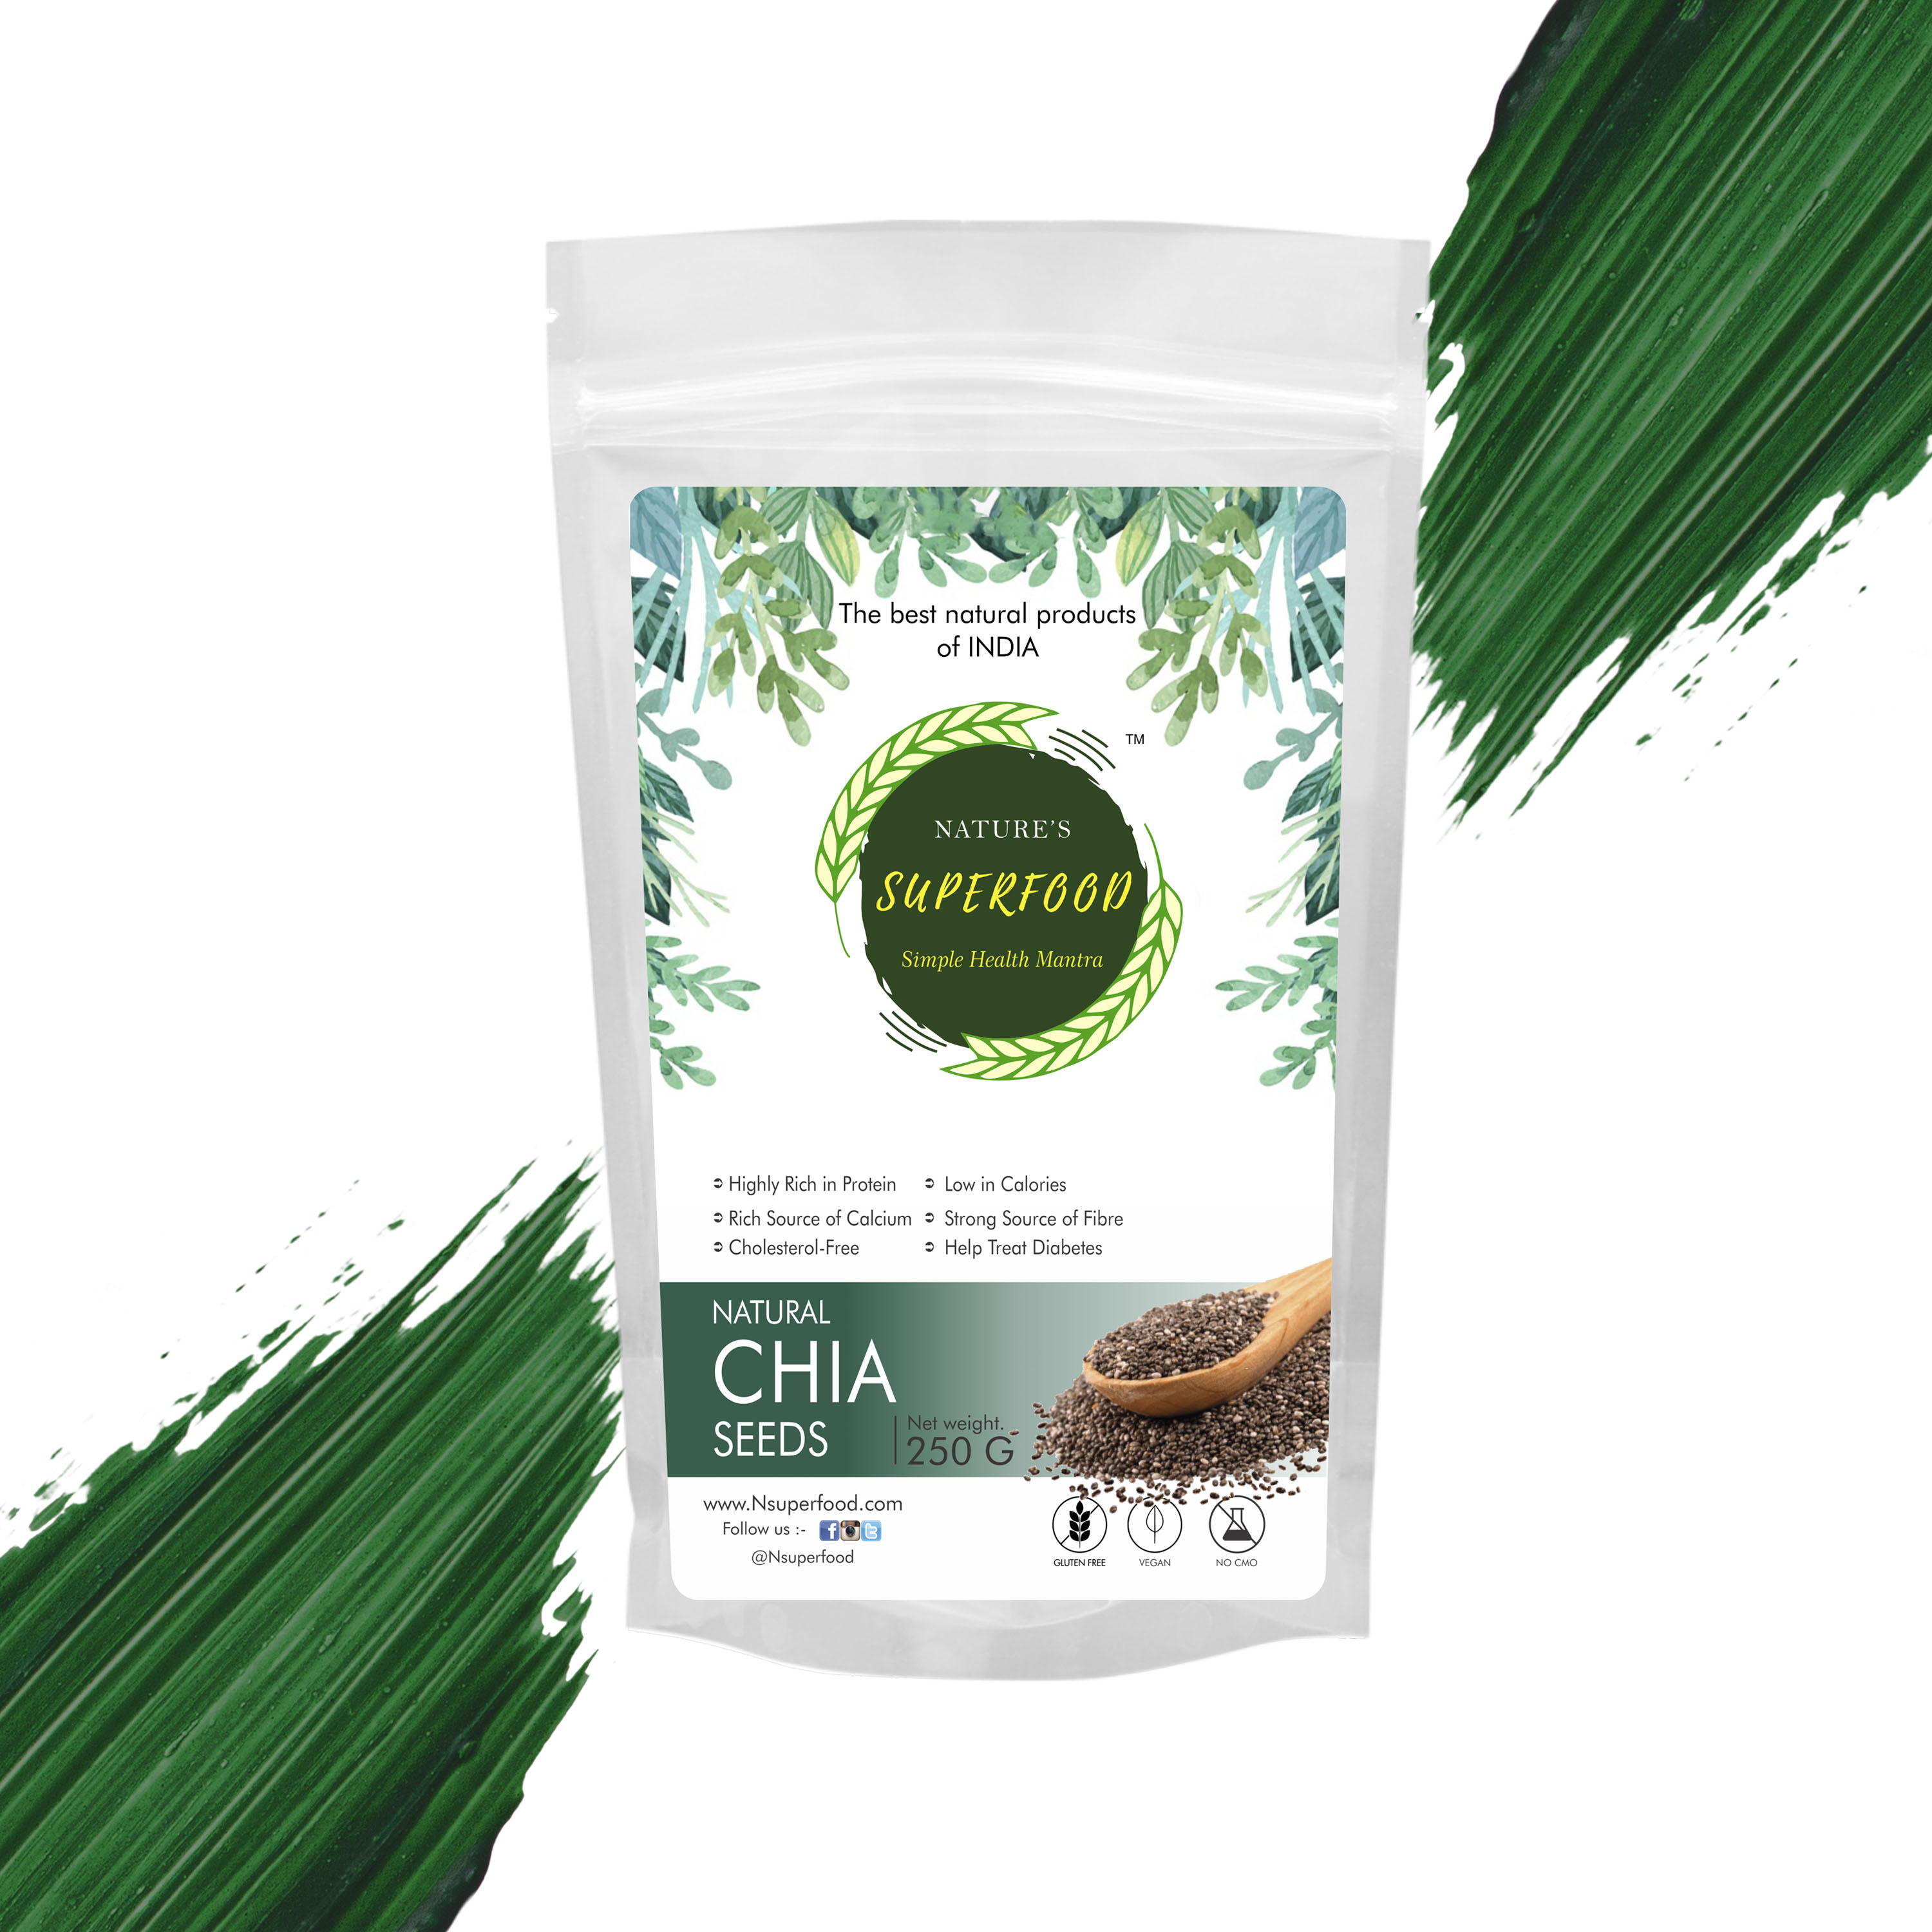 The best natural products
of INDIA
TM
NATURE'S
SUPERFOOD
Simple Health Mantra
Highly Rich in Protein
Low in Calories
Rich Source of Calcium
Strong Source of Fibre
Cholesterol-Free
Help Treat Diabetes
NATURAL
CHIA
SEEDS
Net weight.
250 G
www.Nsuperfood.com
Follow us :-
@Nsuperfood
GLUTEN FREE
VEGAN
NO CMO